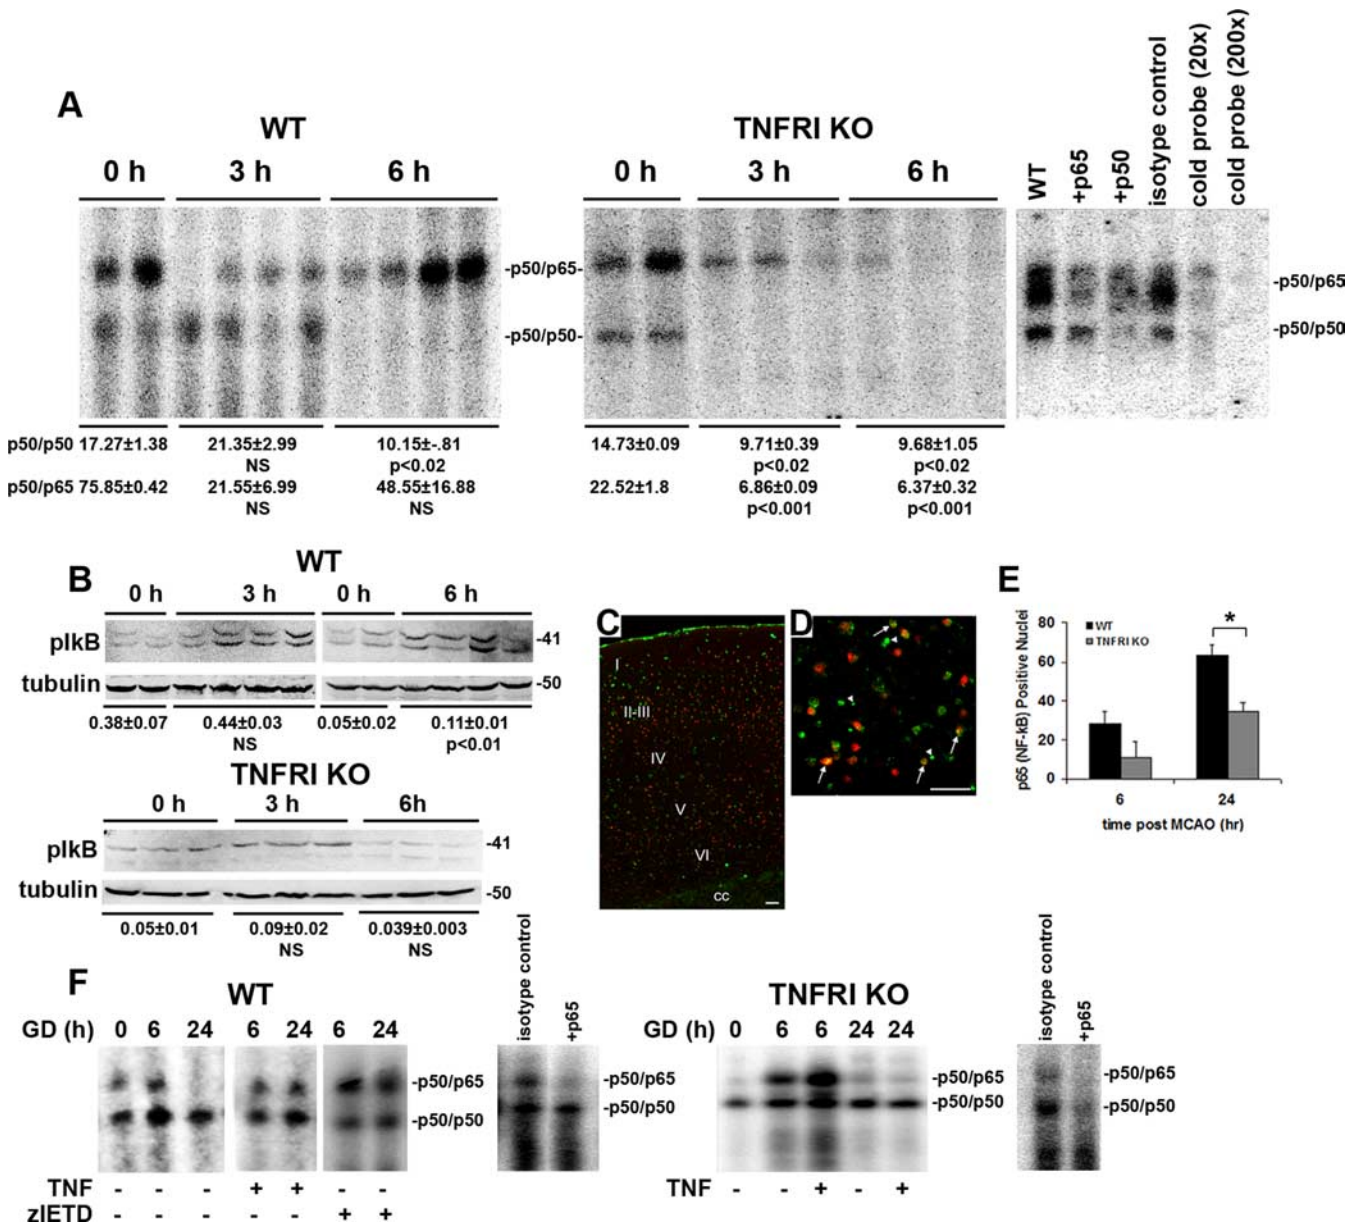 A
WT
TNFRI KO
0 h 3 h 6 h
0 h 3 h 6 h
WT
+p65
+p50
isotype control
cold probe (20x)
cold probe (200x)
-p50/p65-
-p50/p50-
-p50/p65
-p50/p50
p50/p50 17.27±1.38 21.35±2.99 10.15±-.81 14.73±0.09 9.71±0.39 9.68±1.05
NS p<0.02 p<0.02 p<0.02
p50/p65 75.85±0.42 21.55±6.99 48.55±16.88 22.52±1.8 6.86±0.09 6.37±0.32
NS NS p<0.001 p<0.001
B
WT
0 h 3 h 0 h 6 h
pIkB -41
tubulin -50
0.38±0.07 0.44±0.03 0.05±0.02 0.11±0.01
NS p<0.01
TNFRI KO
0 h 3 h 6h
pIkB -41
tubulin -50
0.05±0.01 0.09±0.02 0.039±0.003
NS NS
C
I
II-III
IV
V
VI
cc
D
E
p65 (NF-kB) Positive Nuclei
80
60
40
20
0
WT
TNFRI KO
*
6 24
time post MCAO (hr)
F
WT
GD (h) 0 6 24 6 24 6 24
-p50/p65
-p50/p50
isotype control
+p65
-p50/p65
-p50/p50
TNF - - - + + - -
zIETD - - - - - + +
TNFRI KO
GD (h) 0 6 6 24 24
-p50/p65
-p50/p50
TNF - - + - +
isotype control
+p65
-p50/p65
-p50/p50